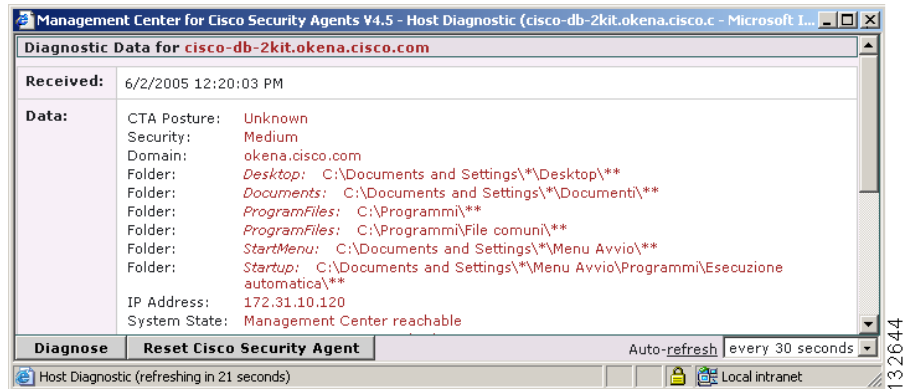 Management Center for Cisco Security Agents V4.5 - Host Diagnostic (cisco-db-2kit.okena.cisco.c - Microsoft I...
Diagnostic Data for cisco-db-2kit.okena.cisco.com
Received: 6/2/2005 12:20:03 PM
Data: CTA Posture: Unknown
Security: Medium
Domain: okena.cisco.com
Folder: Desktop: C:\Documents and Settings\*\Desktop\**
Folder: Documents: C:\Documents and Settings\*\Documenti\**
Folder: ProgramFiles: C:\Programmi\**
Folder: ProgramFiles: C:\Programmi\File comuni\**
Folder: StartMenu: C:\Documents and Settings\*\Menu Avvio\**
Folder: Startup: C:\Documents and Settings\*\Menu Avvio\Programmi\Esecuzione
automatica\**
IP Address: 172.31.10.120
System State: Management Center reachable
Diagnose Reset Cisco Security Agent Auto-refresh every 30 seconds
Host Diagnostic (refreshing in 21 seconds) Local intranet
132644